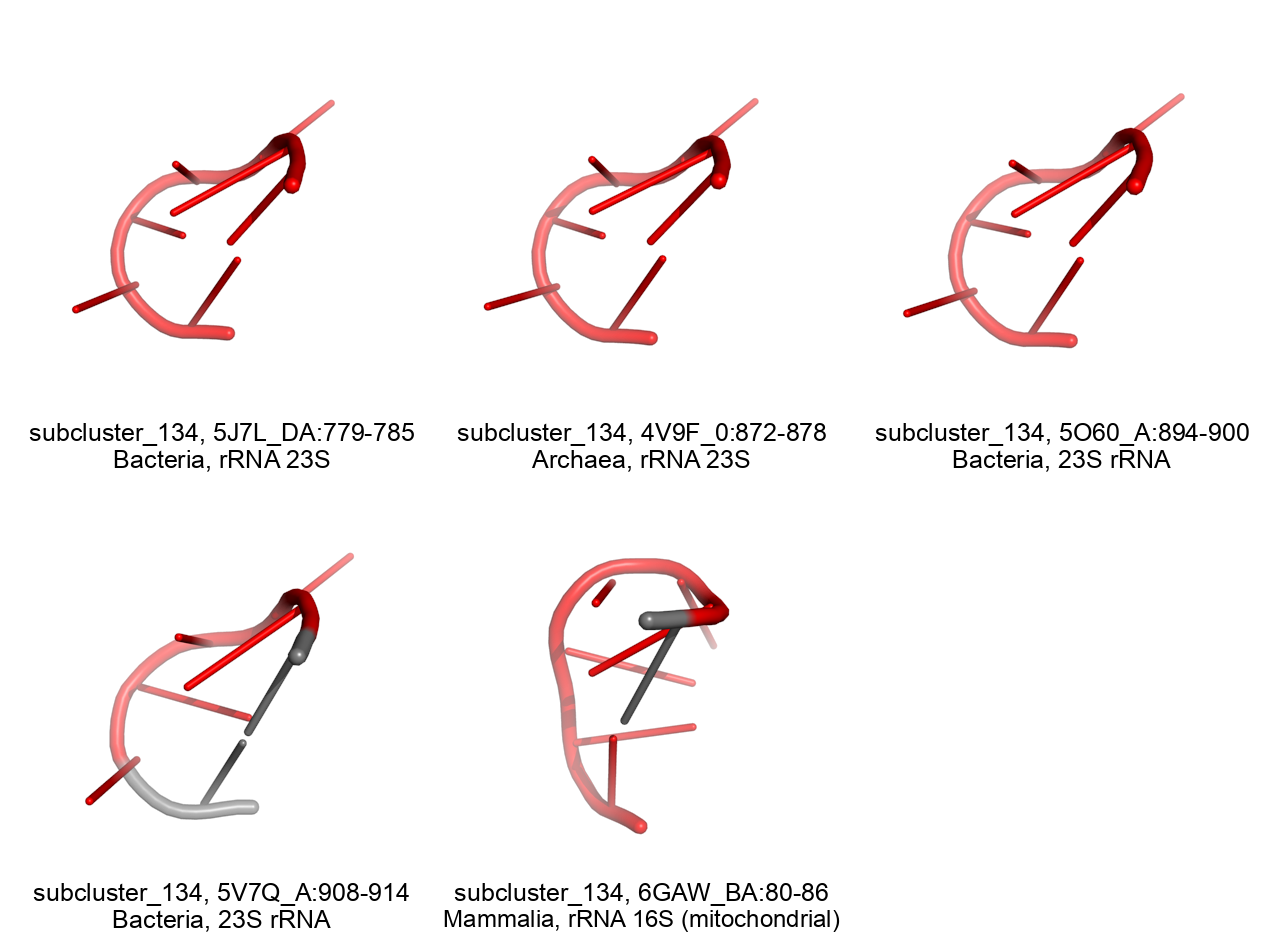 subcluster_134, 5J7L_DA:779-785
Bacteria, rRNA 23S
subcluster_134, 4V9F_0:872-878
Archaea, rRNA 23S
subcluster_134, 5O60_A:894-900
Bacteria, 23S rRNA
subcluster_134, 5V7Q_A:908-914
Bacteria, 23S rRNA
subcluster_134, 6GAW_BA:80-86
Mammalia, rRNA 16S (mitochondrial)